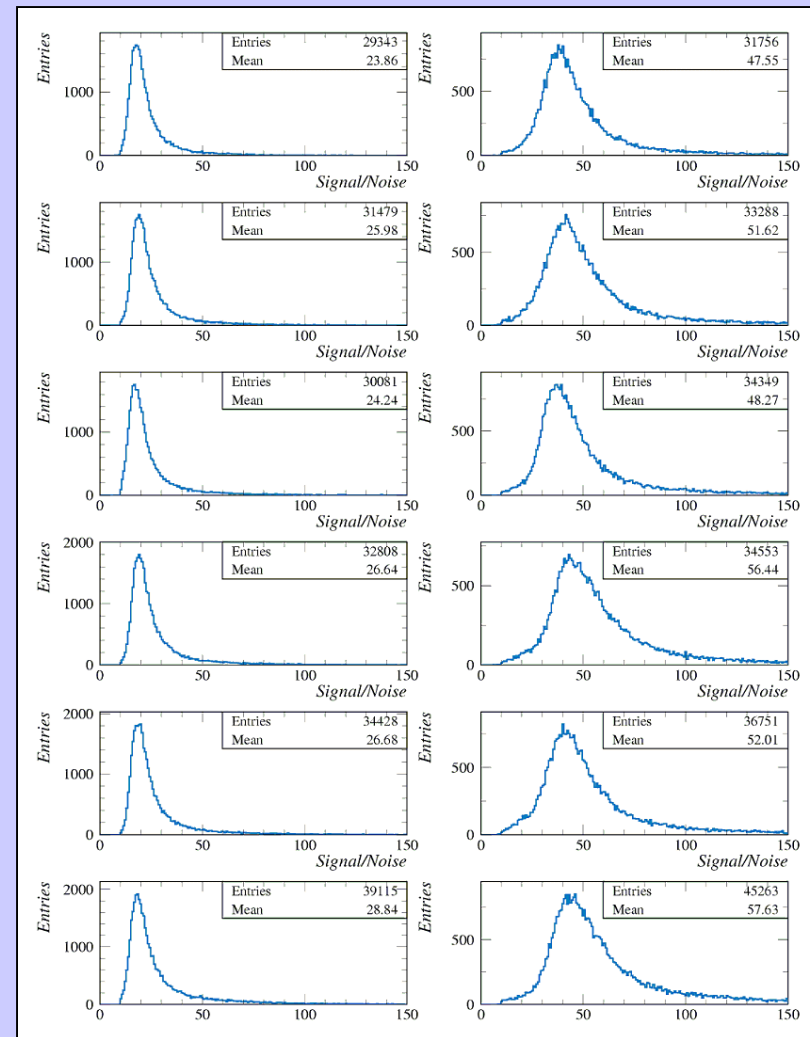 Entries
Entries 29343
Mean 23.86
1000
0
0 50 100 150
Signal/Noise
Entries
Entries 31756
Mean 47.55
500
0
0 50 100 150
Signal/Noise
Entries
Entries 31479
Mean 25.98
1000
0
0 50 100 150
Signal/Noise
Entries
Entries 33288
Mean 51.62
500
0
0 50 100 150
Signal/Noise
Entries
Entries 30081
Mean 24.24
1000
0
0 50 100 150
Signal/Noise
Entries
Entries 34349
Mean 48.27
500
0
0 50 100 150
Signal/Noise
Entries
2000
Entries 32808
Mean 26.64
1000
0
0 50 100 150
Signal/Noise
Entries
Entries 34553
Mean 56.44
500
0
0 50 100 150
Signal/Noise
Entries
2000
Entries 34428
Mean 26.68
1000
0
0 50 100 150
Signal/Noise
Entries
Entries 36751
Mean 52.01
500
0
0 50 100 150
Signal/Noise
Entries
2000
Entries 39115
Mean 28.84
1000
0
0 50 100 150
Entries
Entries 45263
Mean 57.63
500
0
0 50 100 150